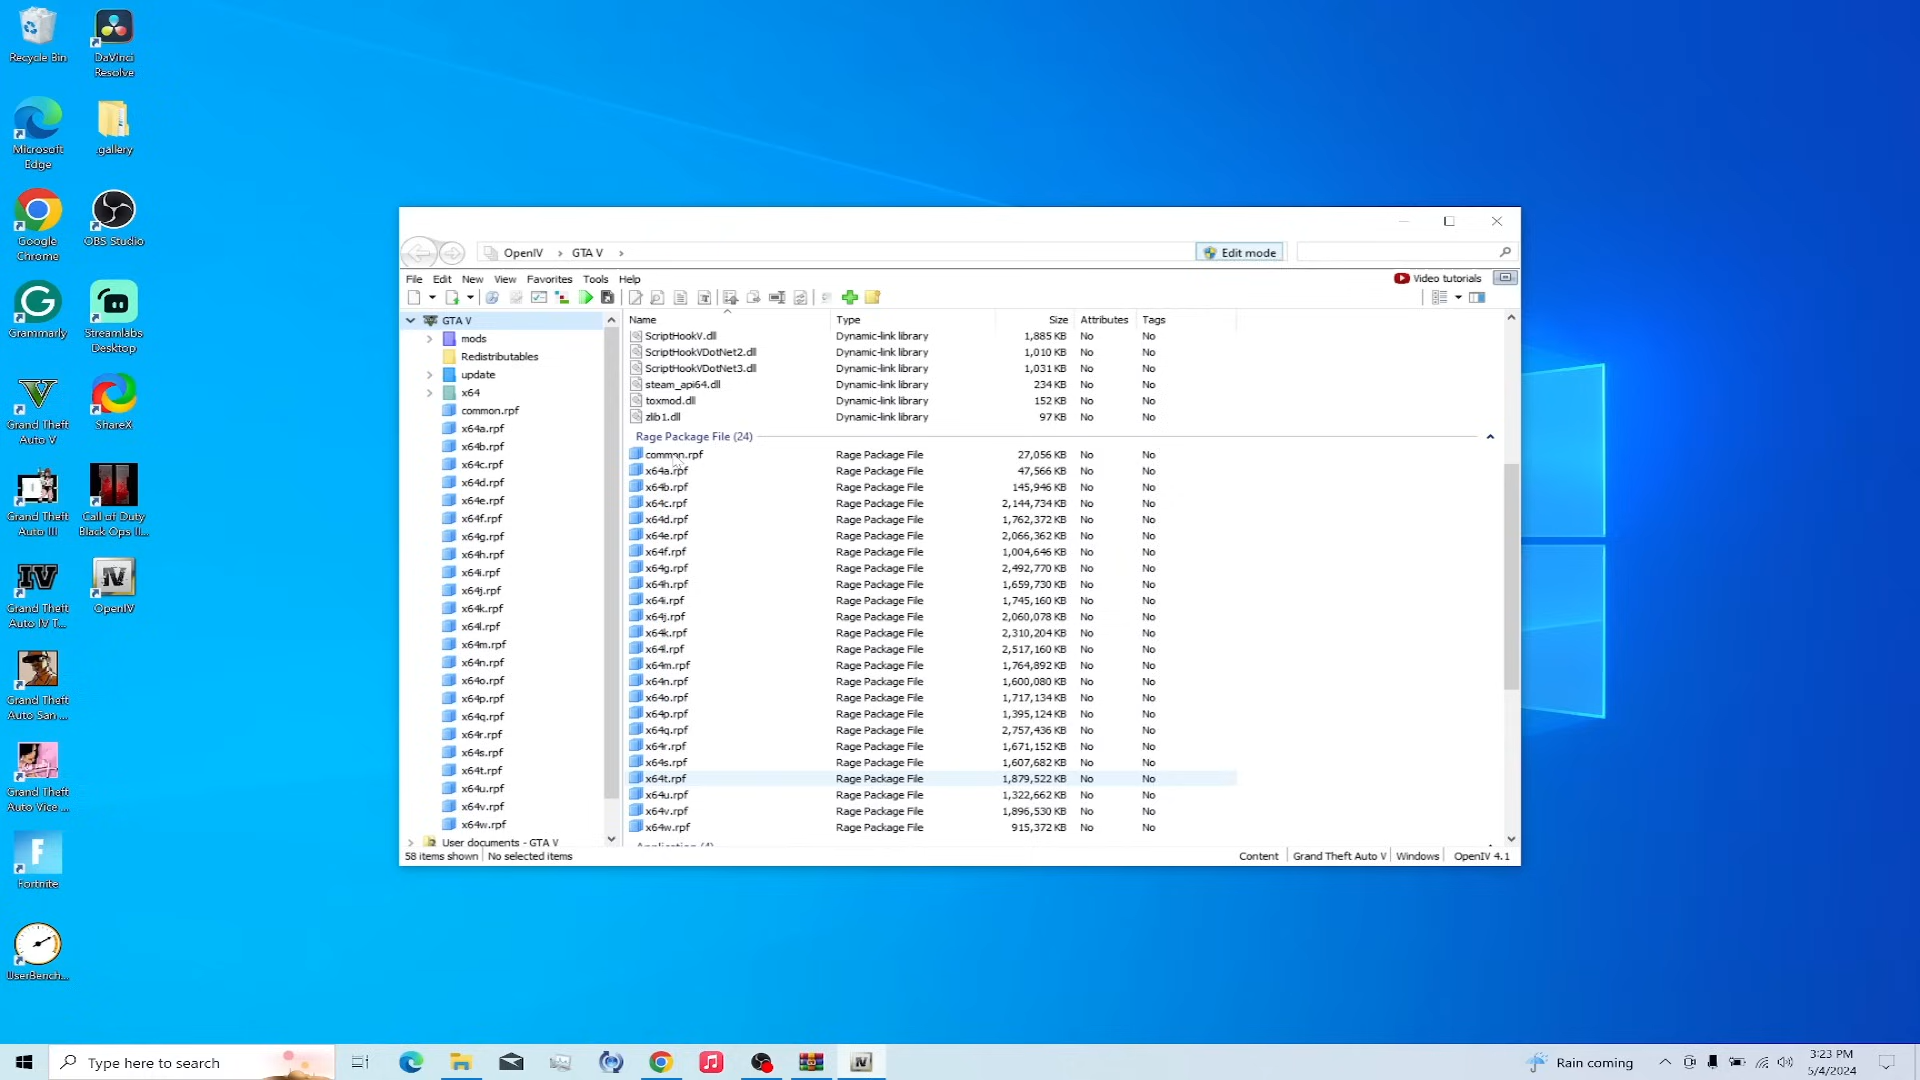 Recycle Bin
DaVinci
Resolve
Microsoft
Edge
.gallery
Google
Chrome
OBS Studio
Grammarly
Streamlabs
Desktop
Grand Theft
Auto V
ShareX
Grand Theft
Auto III
Call of Duty
Black Ops II...
Grand Theft
Auto IV T...
OpenIV
Grand Theft
Auto San ...
Grand Theft
Auto Vice ...
Fortnite
UserBench...
OpenIV > GTA V >
Edit mode
File Edit New View Favorites Tools Help
Video tutorials
GTA V
mods
Redistributables
update
x64
common.rpf
x64a.rpf
x64b.rpf
x64c.rpf
x64d.rpf
x64e.rpf
x64f.rpf
x64g.rpf
x64h.rpf
x64i.rpf
x64j.rpf
x64k.rpf
x64l.rpf
x64m.rpf
x64n.rpf
x64o.rpf
x64p.rpf
x64q.rpf
x64r.rpf
x64s.rpf
x64t.rpf
x64u.rpf
x64v.rpf
x64w.rpf
User documents - GTA V
Name Type Size Attributes Tags
ScriptHookV.dll Dynamic-link library 1,885 KB No No
ScriptHookVDotNet2.dll Dynamic-link library 1,010 KB No No
ScriptHookVDotNet3.dll Dynamic-link library 1,031 KB No No
steam_api64.dll Dynamic-link library 234 KB No No
toxmod.dll Dynamic-link library 152 KB No No
zlib1.dll Dynamic-link library 97 KB No No
Rage Package File (24)
common.rpf Rage Package File 27,056 KB No No
x64a.rpf Rage Package File 47,566 KB No No
x64b.rpf Rage Package File 145,946 KB No No
x64c.rpf Rage Package File 2,144,734 KB No No
x64d.rpf Rage Package File 1,762,372 KB No No
x64e.rpf Rage Package File 2,066,362 KB No No
x64f.rpf Rage Package File 1,004,646 KB No No
x64g.rpf Rage Package File 2,492,770 KB No No
x64h.rpf Rage Package File 1,659,730 KB No No
x64i.rpf Rage Package File 1,745,160 KB No No
x64j.rpf Rage Package File 2,060,078 KB No No
x64k.rpf Rage Package File 2,310,204 KB No No
x64l.rpf Rage Package File 2,517,160 KB No No
x64m.rpf Rage Package File 1,764,892 KB No No
x64n.rpf Rage Package File 1,600,080 KB No No
x64o.rpf Rage Package File 1,717,134 KB No No
x64p.rpf Rage Package File 1,395,124 KB No No
x64q.rpf Rage Package File 2,757,436 KB No No
x64r.rpf Rage Package File 1,671,152 KB No No
x64s.rpf Rage Package File 1,607,682 KB No No
x64t.rpf Rage Package File 1,879,522 KB No No
x64u.rpf Rage Package File 1,322,662 KB No No
x64v.rpf Rage Package File 1,896,530 KB No No
x64w.rpf Rage Package File 915,372 KB No No
Application (4)
58 items shown No selected items
Content Grand Theft Auto V Windows OpenIV 4.1
Type here to search
Rain coming
3:23 PM
5/4/2024